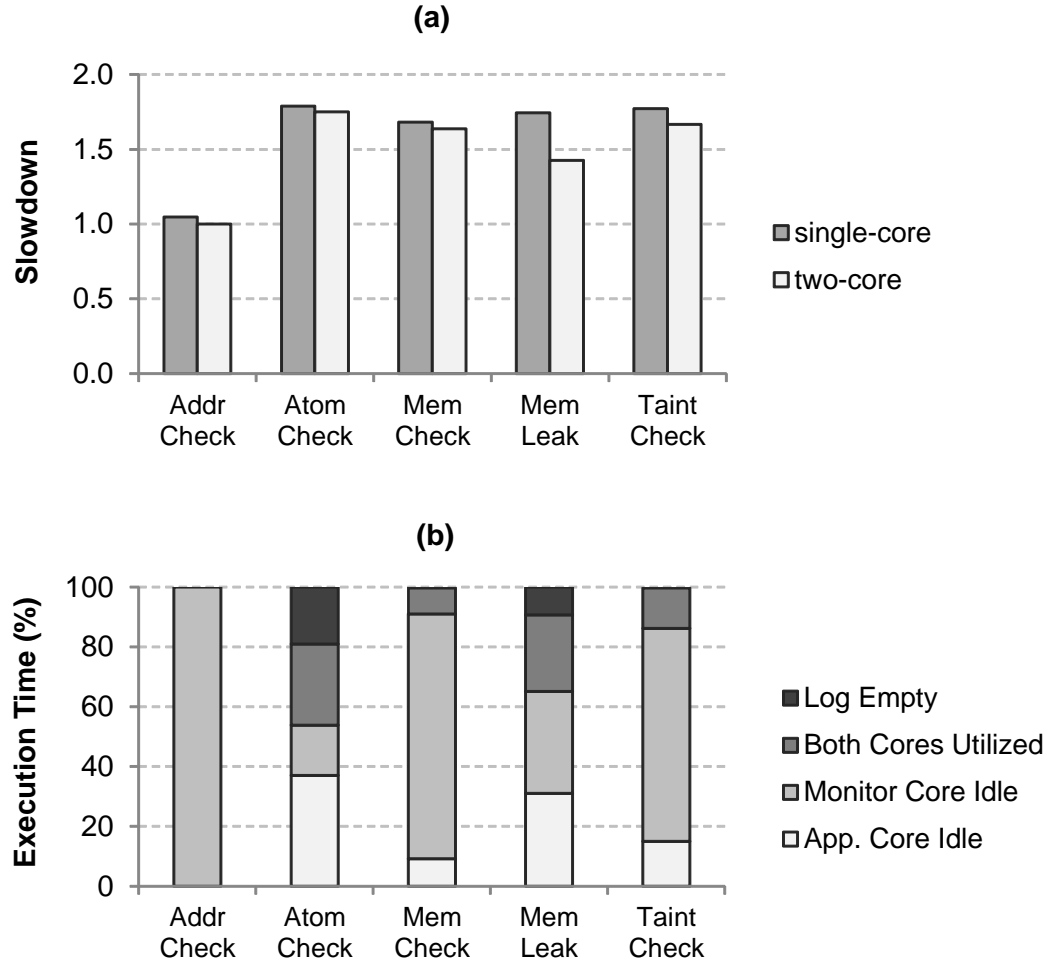 (a)
Slowdown
2.0
1.5
1.0
0.5
0.0
Addr
Check
Atom
Check
Mem
Check
Mem
Leak
Taint
Check
single-core
two-core
(b)
Execution Time (%)
100
80
60
40
20
0
Addr
Check
Atom
Check
Mem
Check
Mem
Leak
Taint
Check
Log Empty
Both Cores Utilized
Monitor Core Idle
App. Core Idle